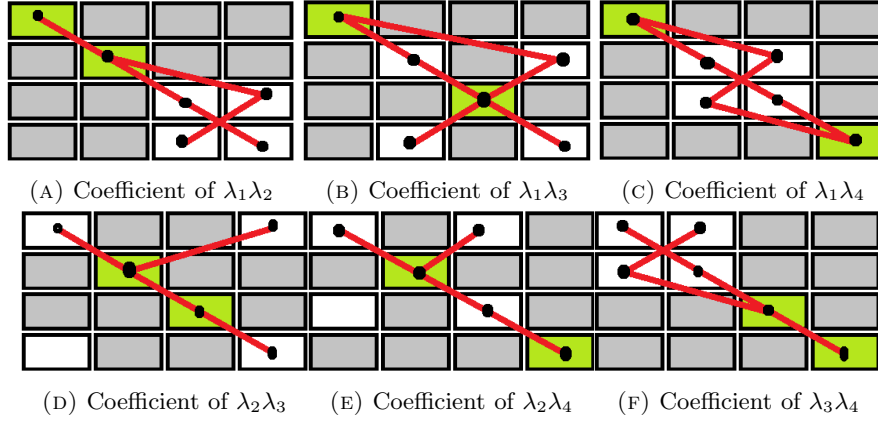 (A) Coefficient of λ₁λ₂ (B) Coefficient of λ₁λ₃ (C) Coefficient of λ₁λ₄
(D) Coefficient of λ₂λ₃ (E) Coefficient of λ₂λ₄ (F) Coefficient of λ₃λ₄